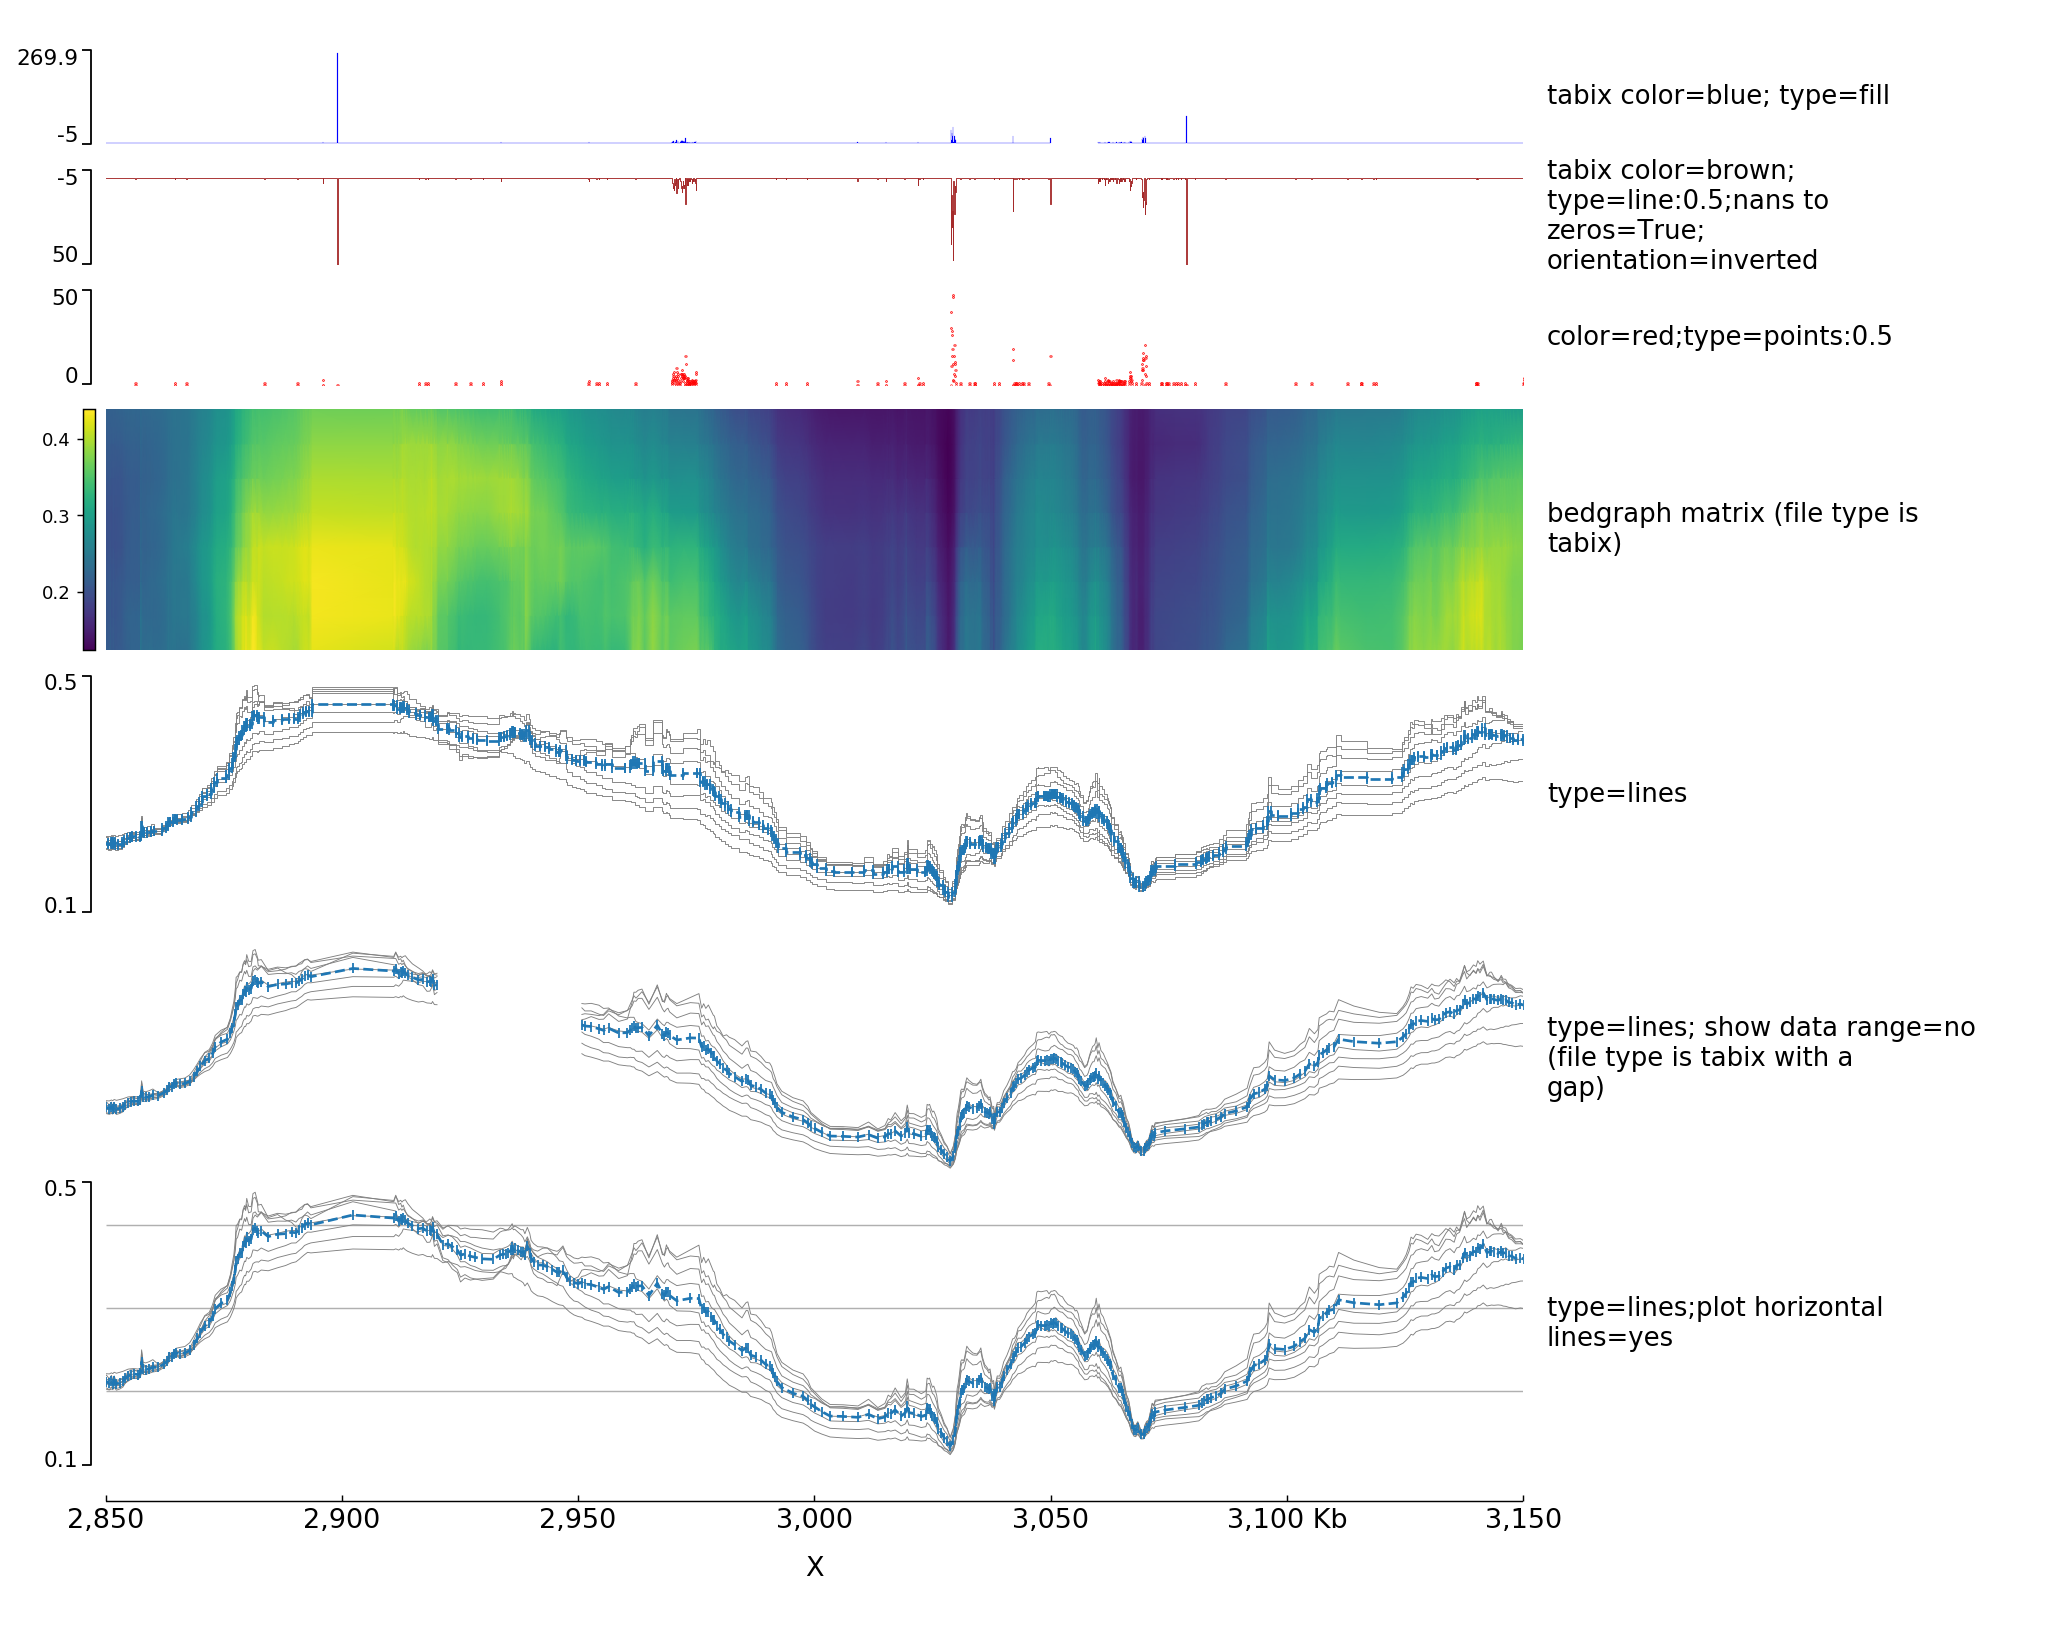 269.9
-5
tabix color=blue; type=fill
-5
50
tabix color=brown;
type=line:0.5;nans to
zeros=True;
orientation=inverted
50
0
color=red;type=points:0.5
0.4
0.3
0.2
bedgraph matrix (file type is
tabix)
0.5
0.1
type=lines
type=lines; show data range=no
(file type is tabix with a
gap)
0.5
0.1
type=lines;plot horizontal
lines=yes
2,850 2,900 2,950 3,000 3,050 3,100 Kb 3,150
X